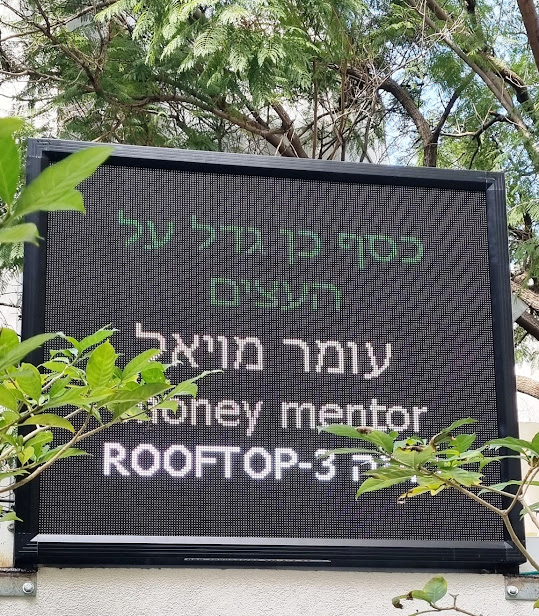 כסף כן גדל על
העצים
עומר מויאל
money mentor
ROOFTOP-3